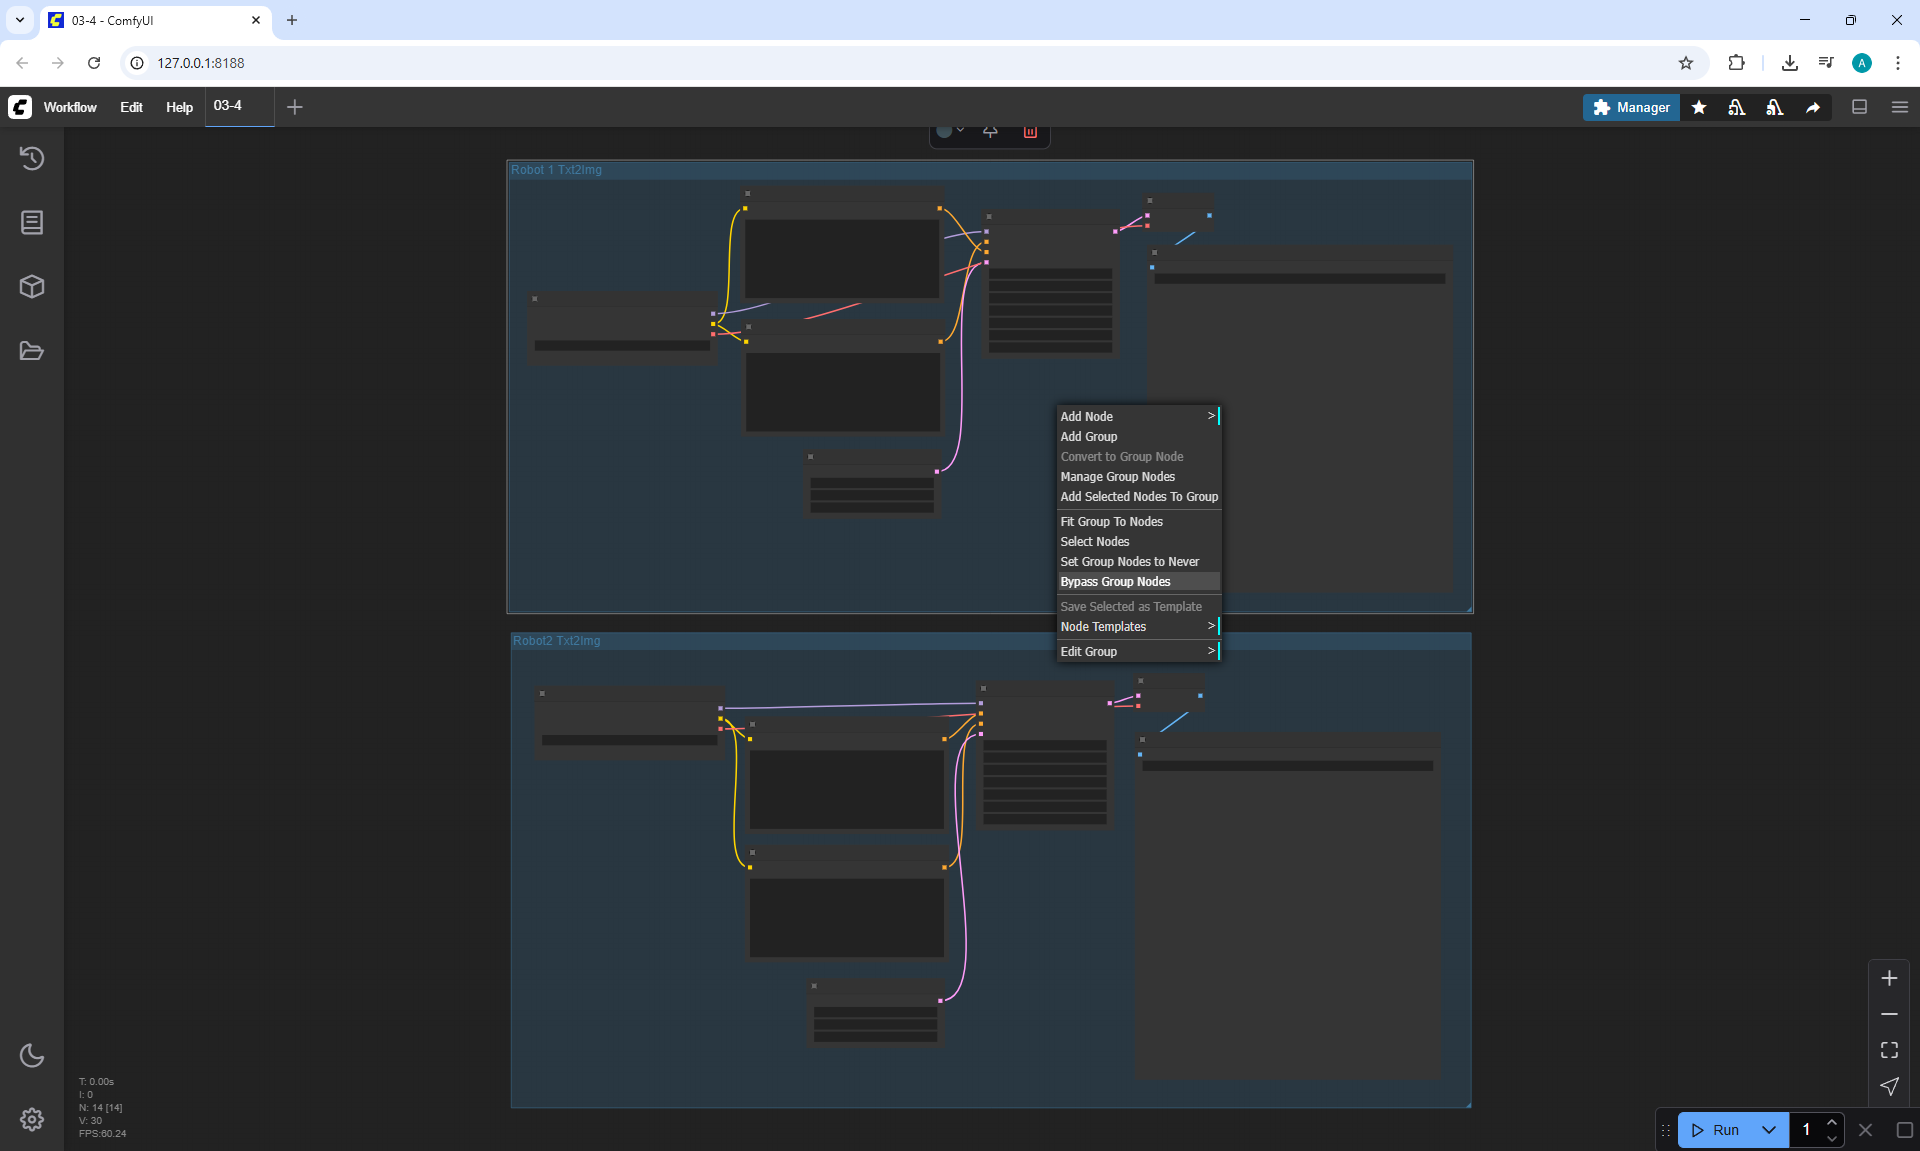 03-4 - ComfyUI
127.0.0.1:8188
A
Workflow
Edit
Help
03-4
Manager
Robot 1 Txt2Img
Add Node >
Add Group
Convert to Group Node
Manage Group Nodes
Add Selected Nodes To Group
Fit Group To Nodes
Select Nodes
Set Group Nodes to Never
Bypass Group Nodes
Save Selected as Template
Node Templates >
Edit Group >
Robot2 Txt2Img
T: 0.00s
I: 0
N: 14 [14]
V: 30
FPS:60.24
Run
1